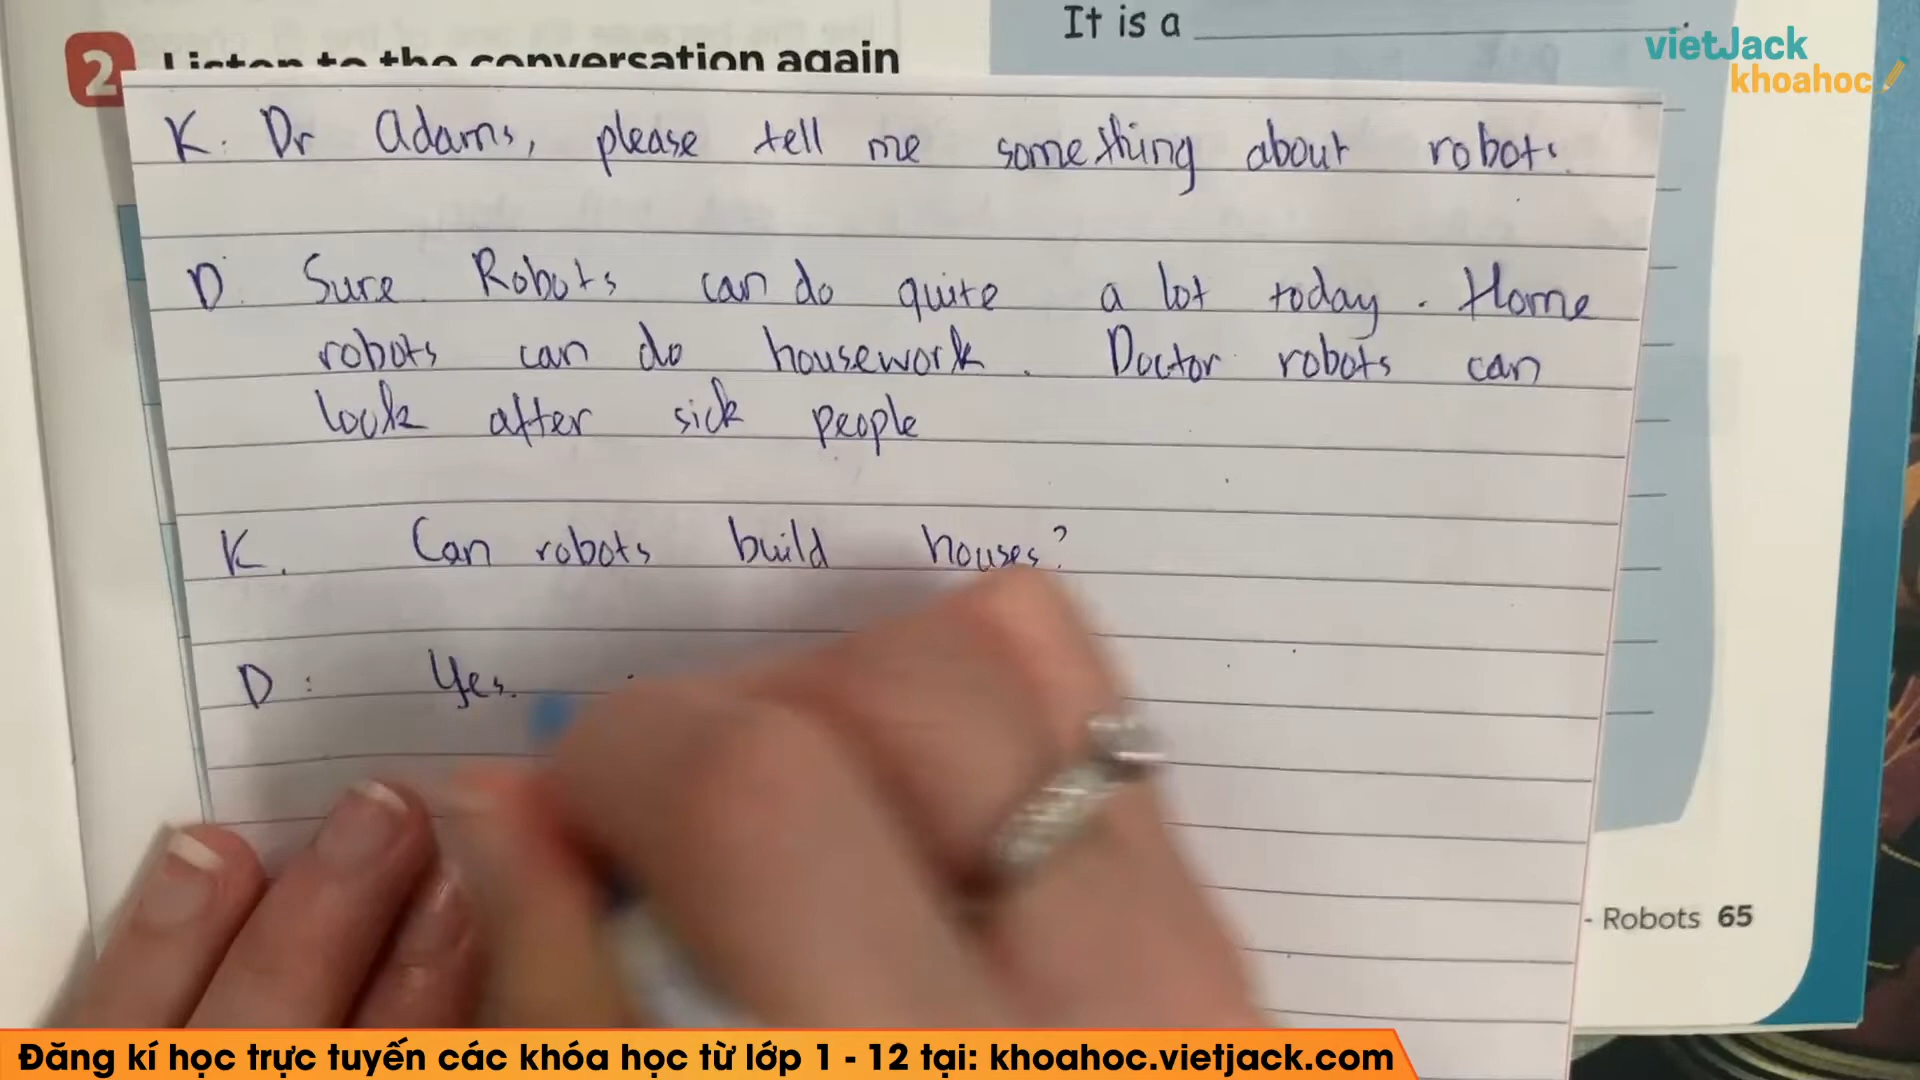 It is a
vietJack
khoahoc
2 Listen to the conversation again
K: Dr Adams, please tell me something about robots.
D: Sure. Robots can do quite a lot today. Home
robots can do housework. Doctor robots can
look after sick people
K. Can robots build houses?
D: Yes.
- Robots 65
Đăng kí học trực tuyến các khóa học từ lớp 1 - 12 tại: khoahoc.vietjack.com